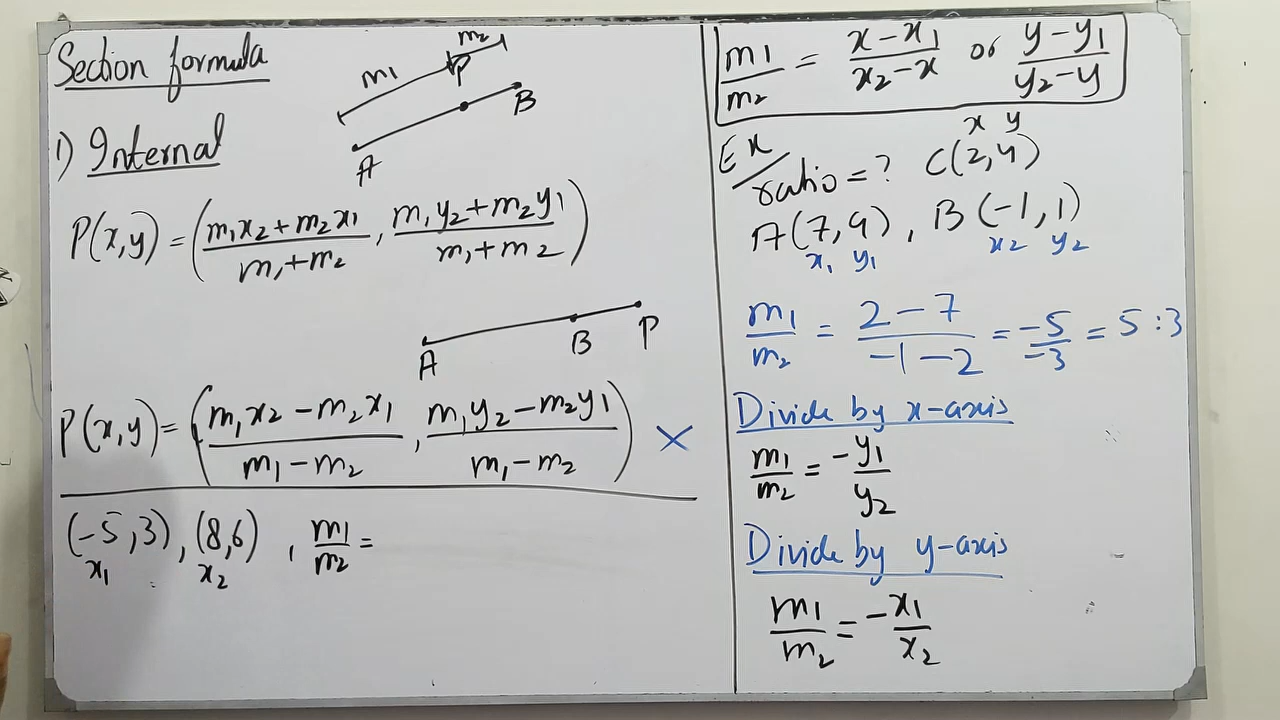 Section formula
m1 m2
P
A B
1) Internal
P(x,y) = (m1x2+m2x1/m1+m2, m1y2+m2y1/m1+m2)
A B P
P(x,y) = (m1x2-m2x1/m1-m2, m1y2-m2y1/m1-m2) ×
(-5,3), (8,6), m1/m2 =
x1 x2
m1/m2 = x-x1/x2-x or y-y1/y2-y
x y
Ex ratio = ? C(2,4)
A(7,9), B(-1,1)
x1 y1 x2 y2
m1/m2 = 2-7/-1-2 = -5/-3 = 5:3
Divide by x-axis
m1/m2 = -y1/y2
Divide by y-axis
m1/m2 = -x1/x2